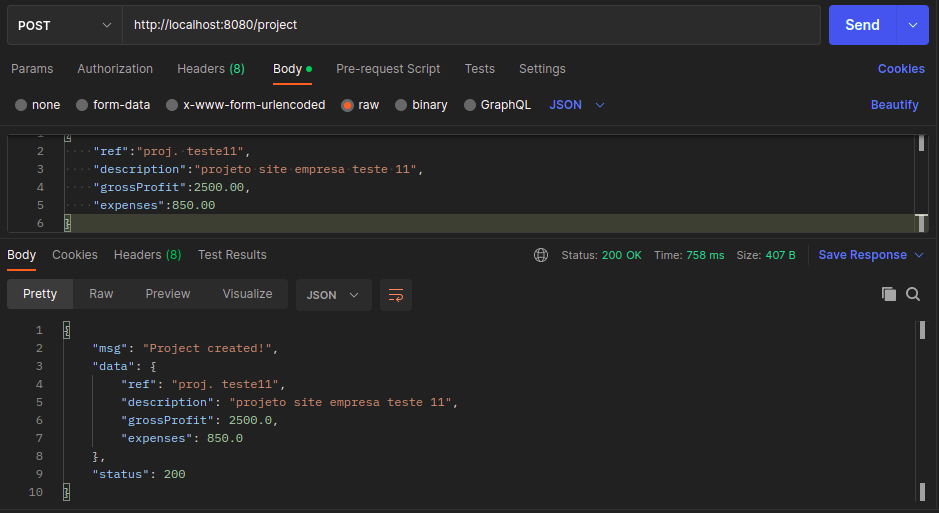 POST http://localhost:8080/project Send
Params Authorization Headers (8) Body Pre-request Script Tests Settings Cookies
none form-data x-www-form-urlencoded raw binary GraphQL JSON Beautify
1 {
2 "ref":"proj. teste11",
3 "description":"projeto site empresa teste 11",
4 "grossProfit":2500.00,
5 "expenses":850.00
6 }
Body Cookies Headers (8) Test Results Status: 200 OK Time: 758 ms Size: 407 B Save Response
Pretty Raw Preview Visualize JSON
1 {
2 "msg": "Project created!",
3 "data": {
4 "ref": "proj. teste11",
5 "description": "projeto site empresa teste 11",
6 "grossProfit": 2500.0,
7 "expenses": 850.0
8 },
9 "status": 200
10 }